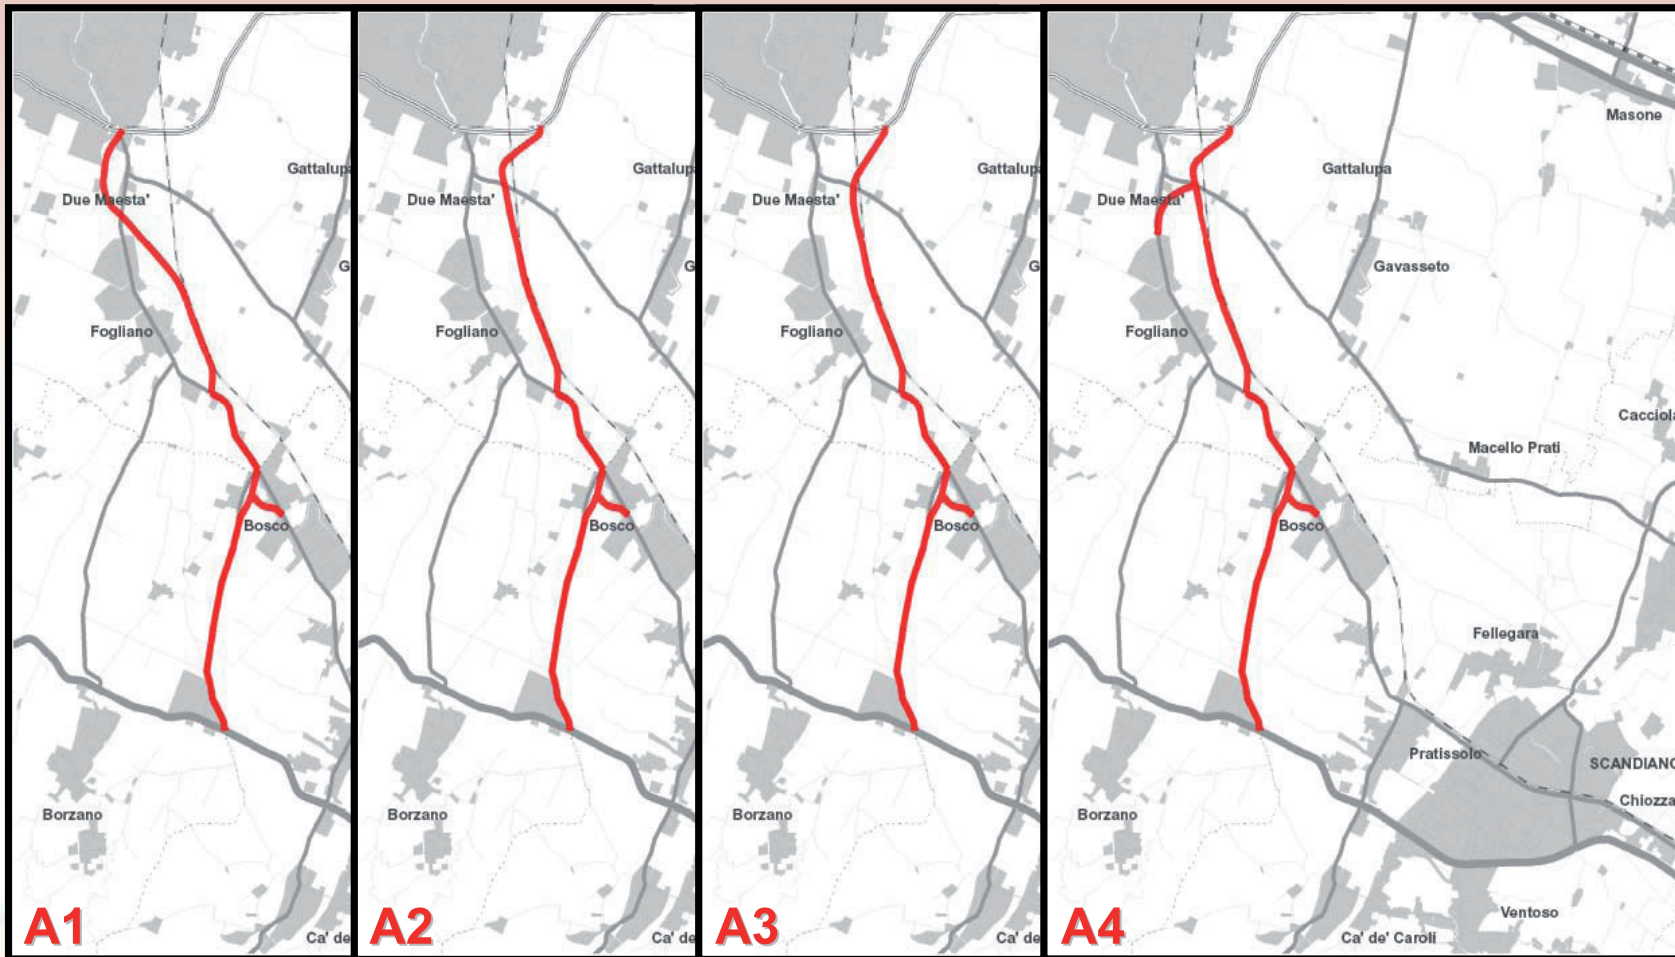 Gattalup
Due Maesta'
G
Fogliano
Bosco
Borzano
Ca' de
A1
Gattalup
Due Maesta'
G
Fogliano
Bosco
Borzano
Ca' de
A2
Gattalup
Due Maesta'
G
Fogliano
Bosco
Borzano
Ca' de
A3
Masone
Gattalupa
Due Maesta'
Gavasseto
Fogliano
Cacciola
Macello Prati
Bosco
Fellegara
Pratissolo
SCANDIANO
Chiozza
Borzano
Ventoso
Ca' de' Caroli
A4